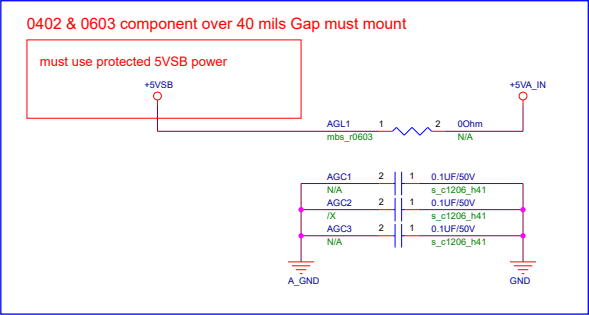 0402 & 0603 component over 40 mils Gap must mount
must use protected 5VSB power
+5VSB
+5VA_IN
AGL1 1 2 0Ohm
mbs_r0603 N/A
AGC1 2 1 0.1UF/50V
N/A s_c1206_h41
AGC2 2 1 0.1UF/50V
/X s_c1206_h41
AGC3 2 1 0.1UF/50V
N/A s_c1206_h41
A_GND GND